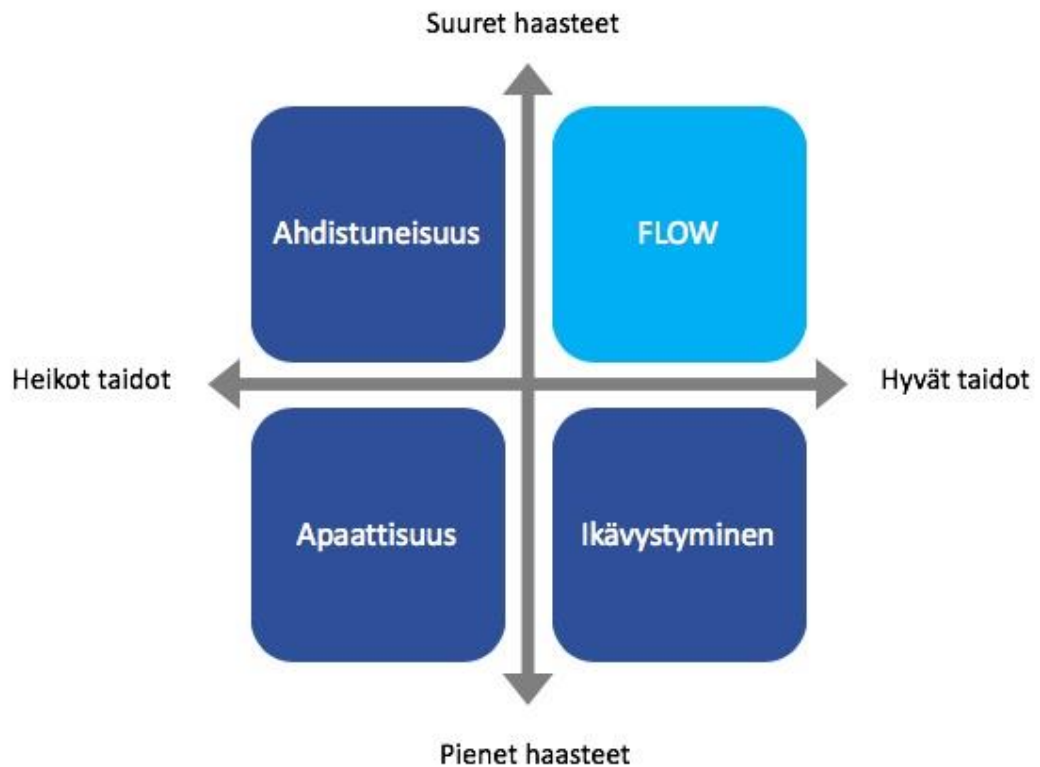 Suuret haasteet
Ahdistuneisuus
FLOW
Heikot taidot
Hyvät taidot
Apaattisuus
Ikävystyminen
Pienet haasteet